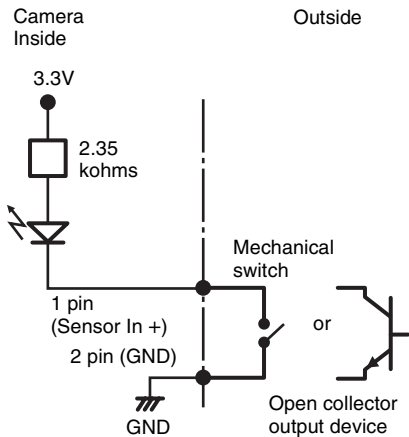 Camera
Inside
Outside
3.3V
2.35
kohms
Mechanical
switch
1 pin
(Sensor In +)
or
2 pin (GND)
GND
Open collector
output device